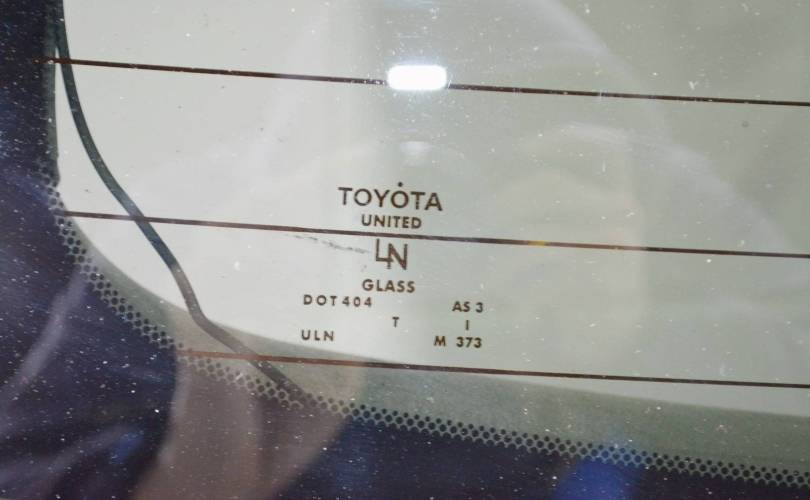 TOYOTA
UNITED
LN
GLASS
DOT 404 AS 3
T I
ULN M 373